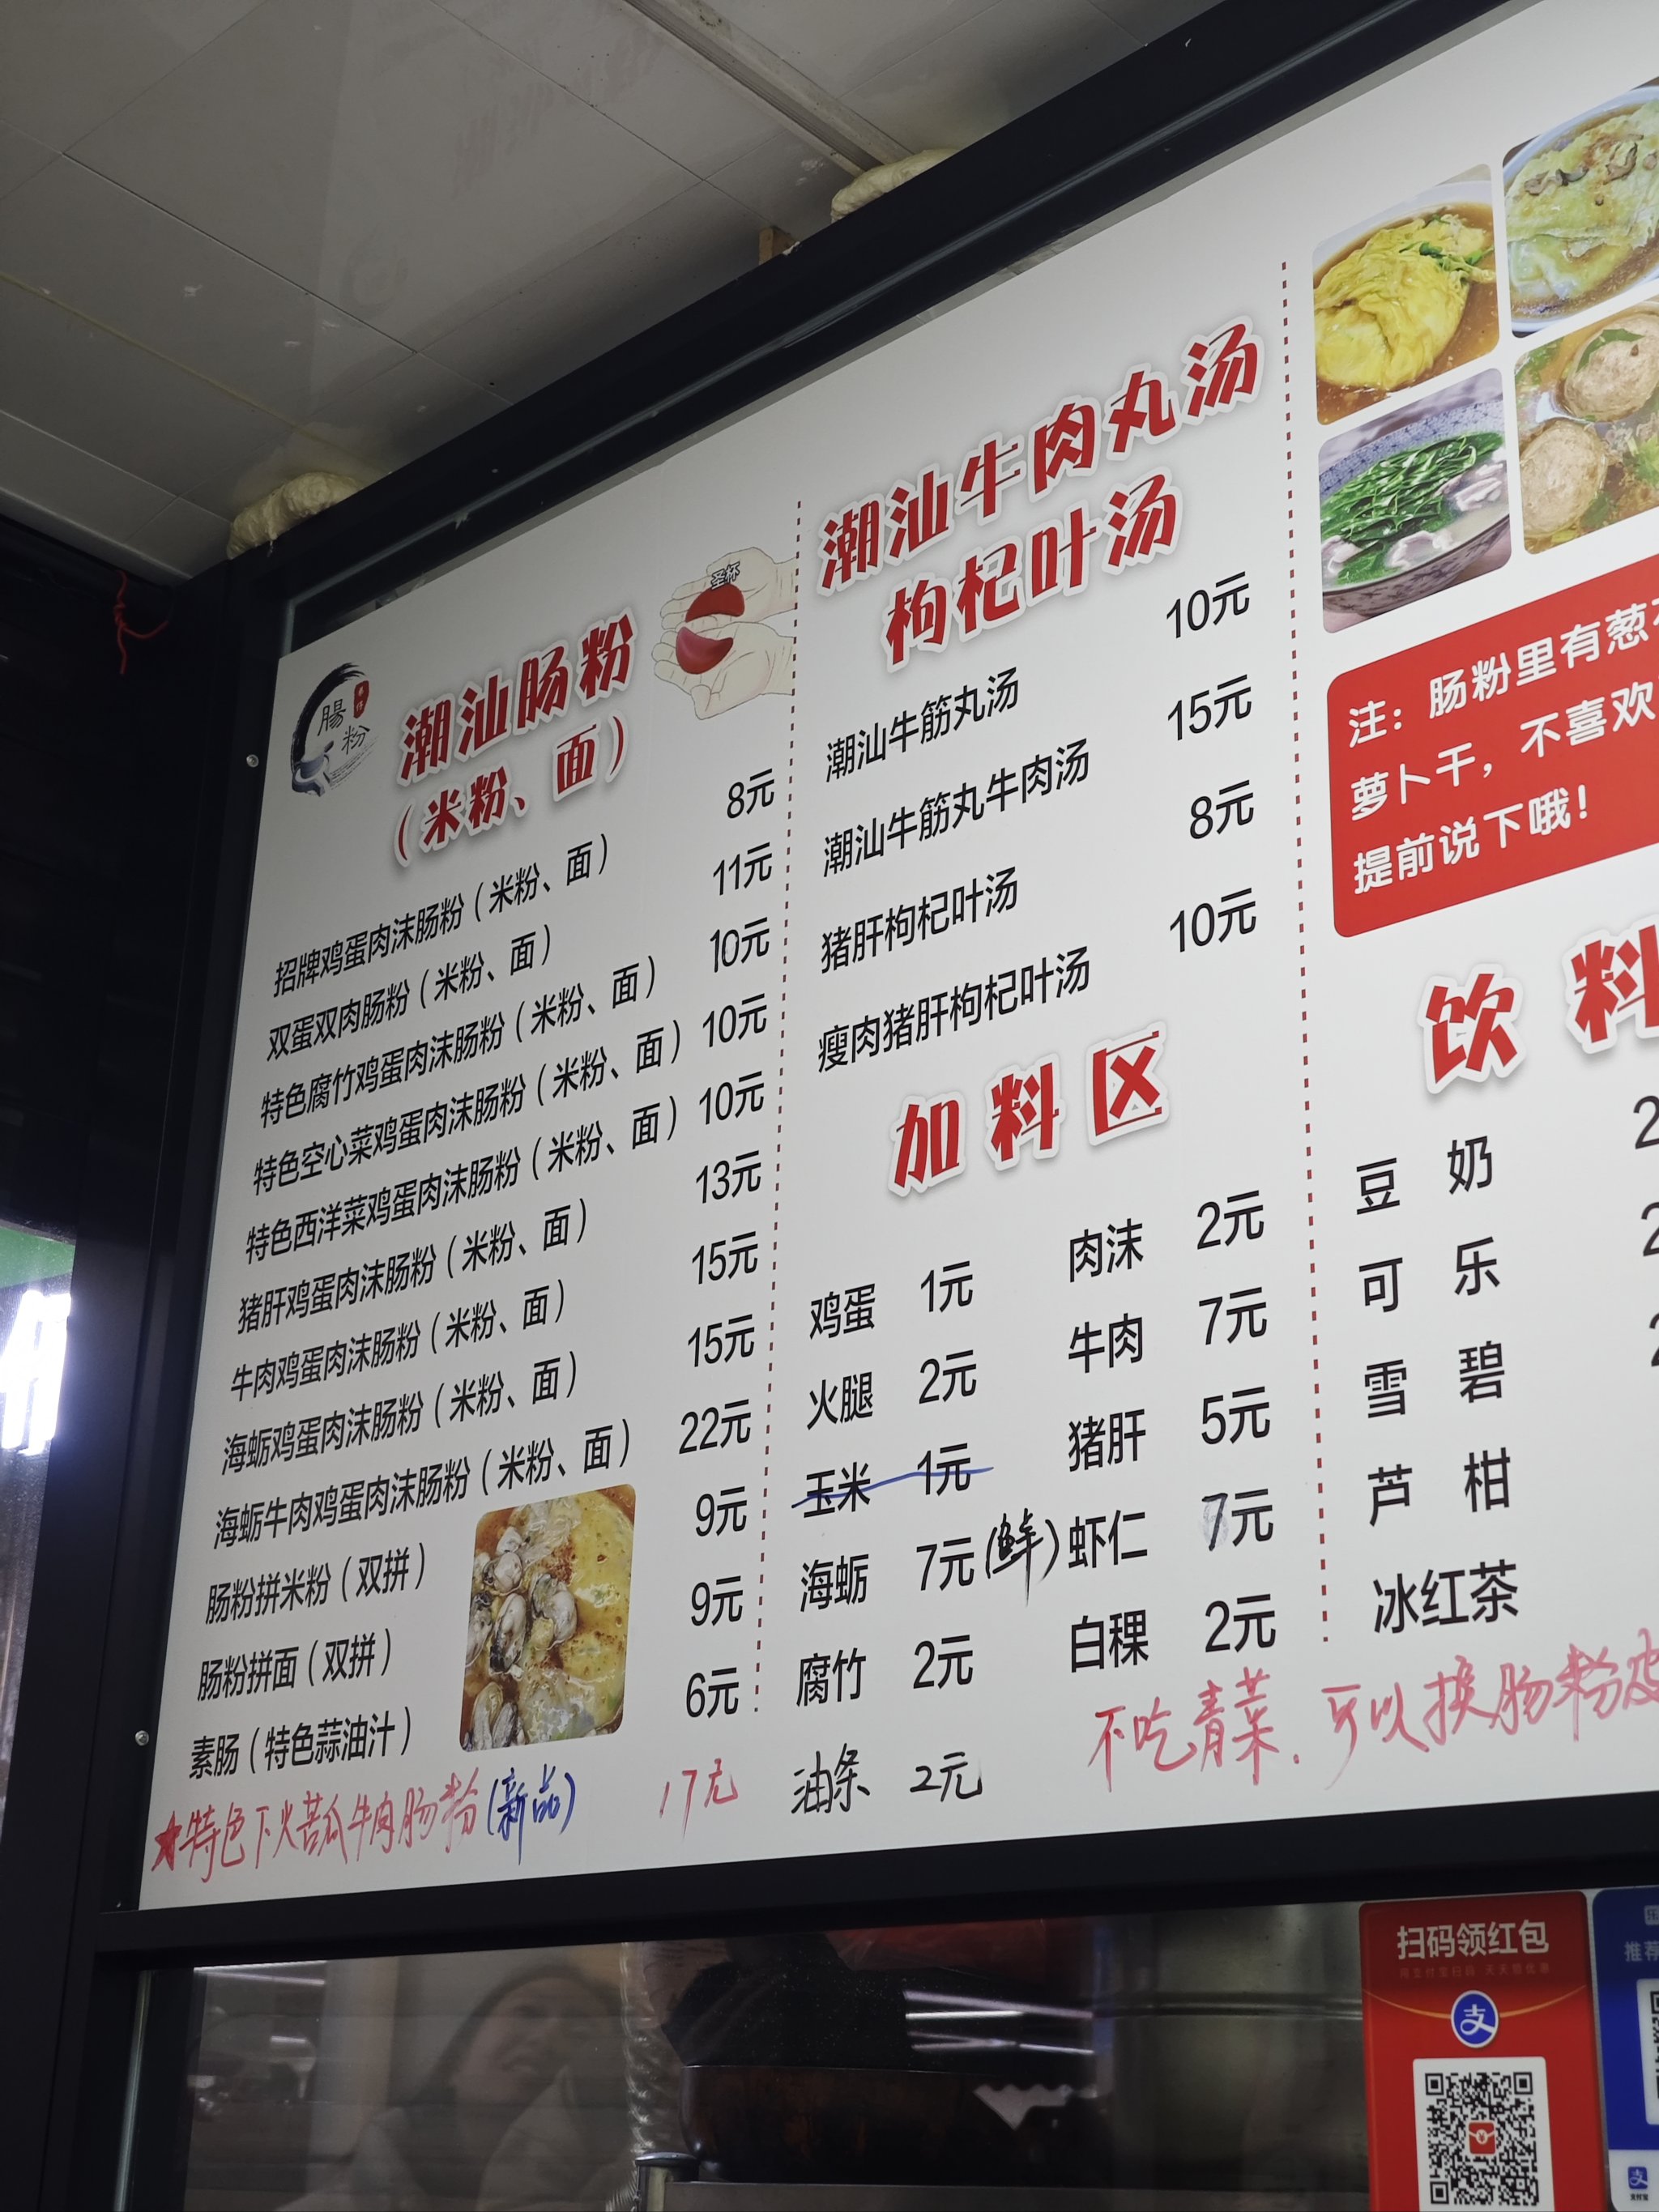 腸粉
潮汕肠粉
（米粉、面）
圣杯
招牌鸡蛋肉沫肠粉（米粉、面） 8元
双蛋双肉肠粉（米粉、面） 11元
特色腐竹鸡蛋肉沫肠粉（米粉、面） 10元
特色空心菜鸡蛋肉沫肠粉（米粉、面） 10元
特色西洋菜鸡蛋肉沫肠粉（米粉、面） 10元
猪肝鸡蛋肉沫肠粉（米粉、面） 13元
牛肉鸡蛋肉沫肠粉（米粉、面） 15元
海蛎鸡蛋肉沫肠粉（米粉、面） 15元
海蛎牛肉鸡蛋肉沫肠粉（米粉、面） 22元
肠粉拼米粉（双拼） 9元
肠粉拼面（双拼） 9元
素肠（特色蒜油汁） 6元
★特色下火苦瓜牛肉肠粉(新品) 17元
潮汕牛肉丸汤
枸杞叶汤
潮汕牛筋丸汤 10元
潮汕牛筋丸牛肉汤 15元
猪肝枸杞叶汤 8元
瘦肉猪肝枸杞叶汤 10元
加料区
鸡蛋 1元 肉沫 2元
火腿 2元 牛肉 7元
玉米 1元 猪肝 5元
海蛎 7元(鲜) 虾仁 7元
腐竹 2元 白粿 2元
油条 2元
不吃青菜.可以换肠粉皮
注：肠粉里有葱
萝卜干，不喜欢
提前说下哦！
饮料
豆奶 2
可乐 2
雪碧 2
芦柑
冰红茶
扫码领红包
支
推荐
支付宝